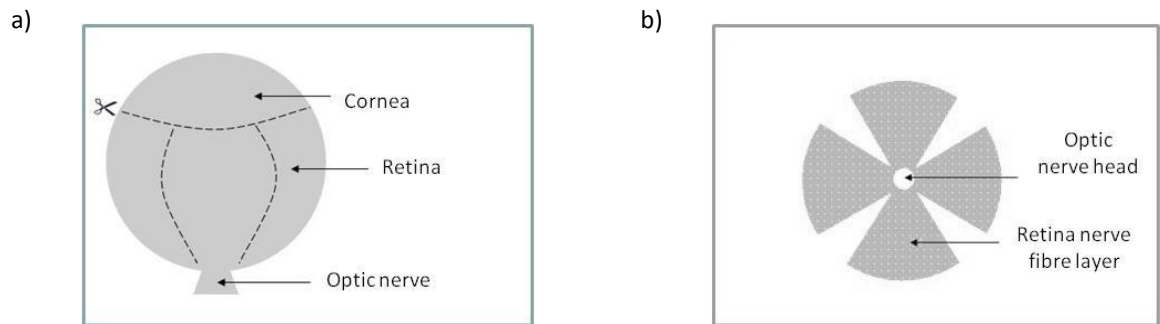 a)
Cornea
Retina
Optic nerve
b)
Optic
nerve head
Retina nerve
fibre layer